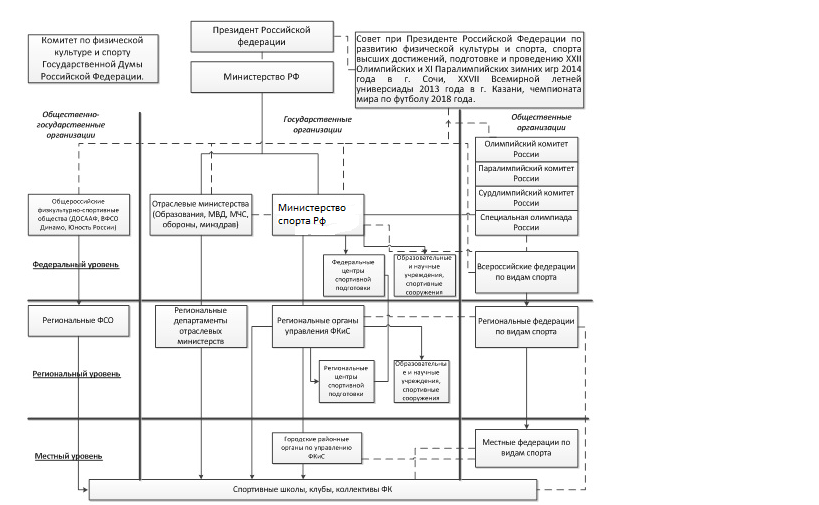 Комитет по физической
культуре и спорту
Государственной Думы
Российской Федерации.
Президент Российской
федерации
Министерство РФ
Совет при Президенте Российской Федерации по
развитию физической культуры и спорта, спорта
высших достижений, подготовке и проведению XXII
Олимпийских и XI Паралимпийских зимних игр 2014
года в г. Сочи, XXVII Всемирной летней
универсиады 2013 года в г. Казани, чемпионата
мира по футболу 2018 года.
Общественно-
государственные
организации
Государственные
организации
Общественные
организации
Олимпийский комитет
России
Паралимпийский комитет
России
Сурдлимпийский комитет
России
Специальная олимпиада
России
Общероссийские
физкультурно-спортивные
общества (ДОСААФ, ВФСО
Динамо, Юность России)
Отраслевые министерства
(Образования, МВД, МЧС,
обороны, минздрав)
Министерство
спорта Рф
Федеральные
центры
спортивной
подготовки
Образовательные
и научные
учреждения,
спортивные
сооружения
Всероссийские федерации
по видам спорта
Федеральный уровень
Региональные ФСО
Региональные
департаменты
отраслевых
министерств
Региональные органы
управления ФКиС
Региональные федерации
по видам спорта
Региональные
центры
спортивной
подготовки
Образовательны
е и научные
учреждения,
спортивные
сооружения
Региональный уровень
Городские районные
органы по управлению
ФКиС
Местные федерации по
видам спорта
Местный уровень
Спортивные школы, клубы, коллективы ФК